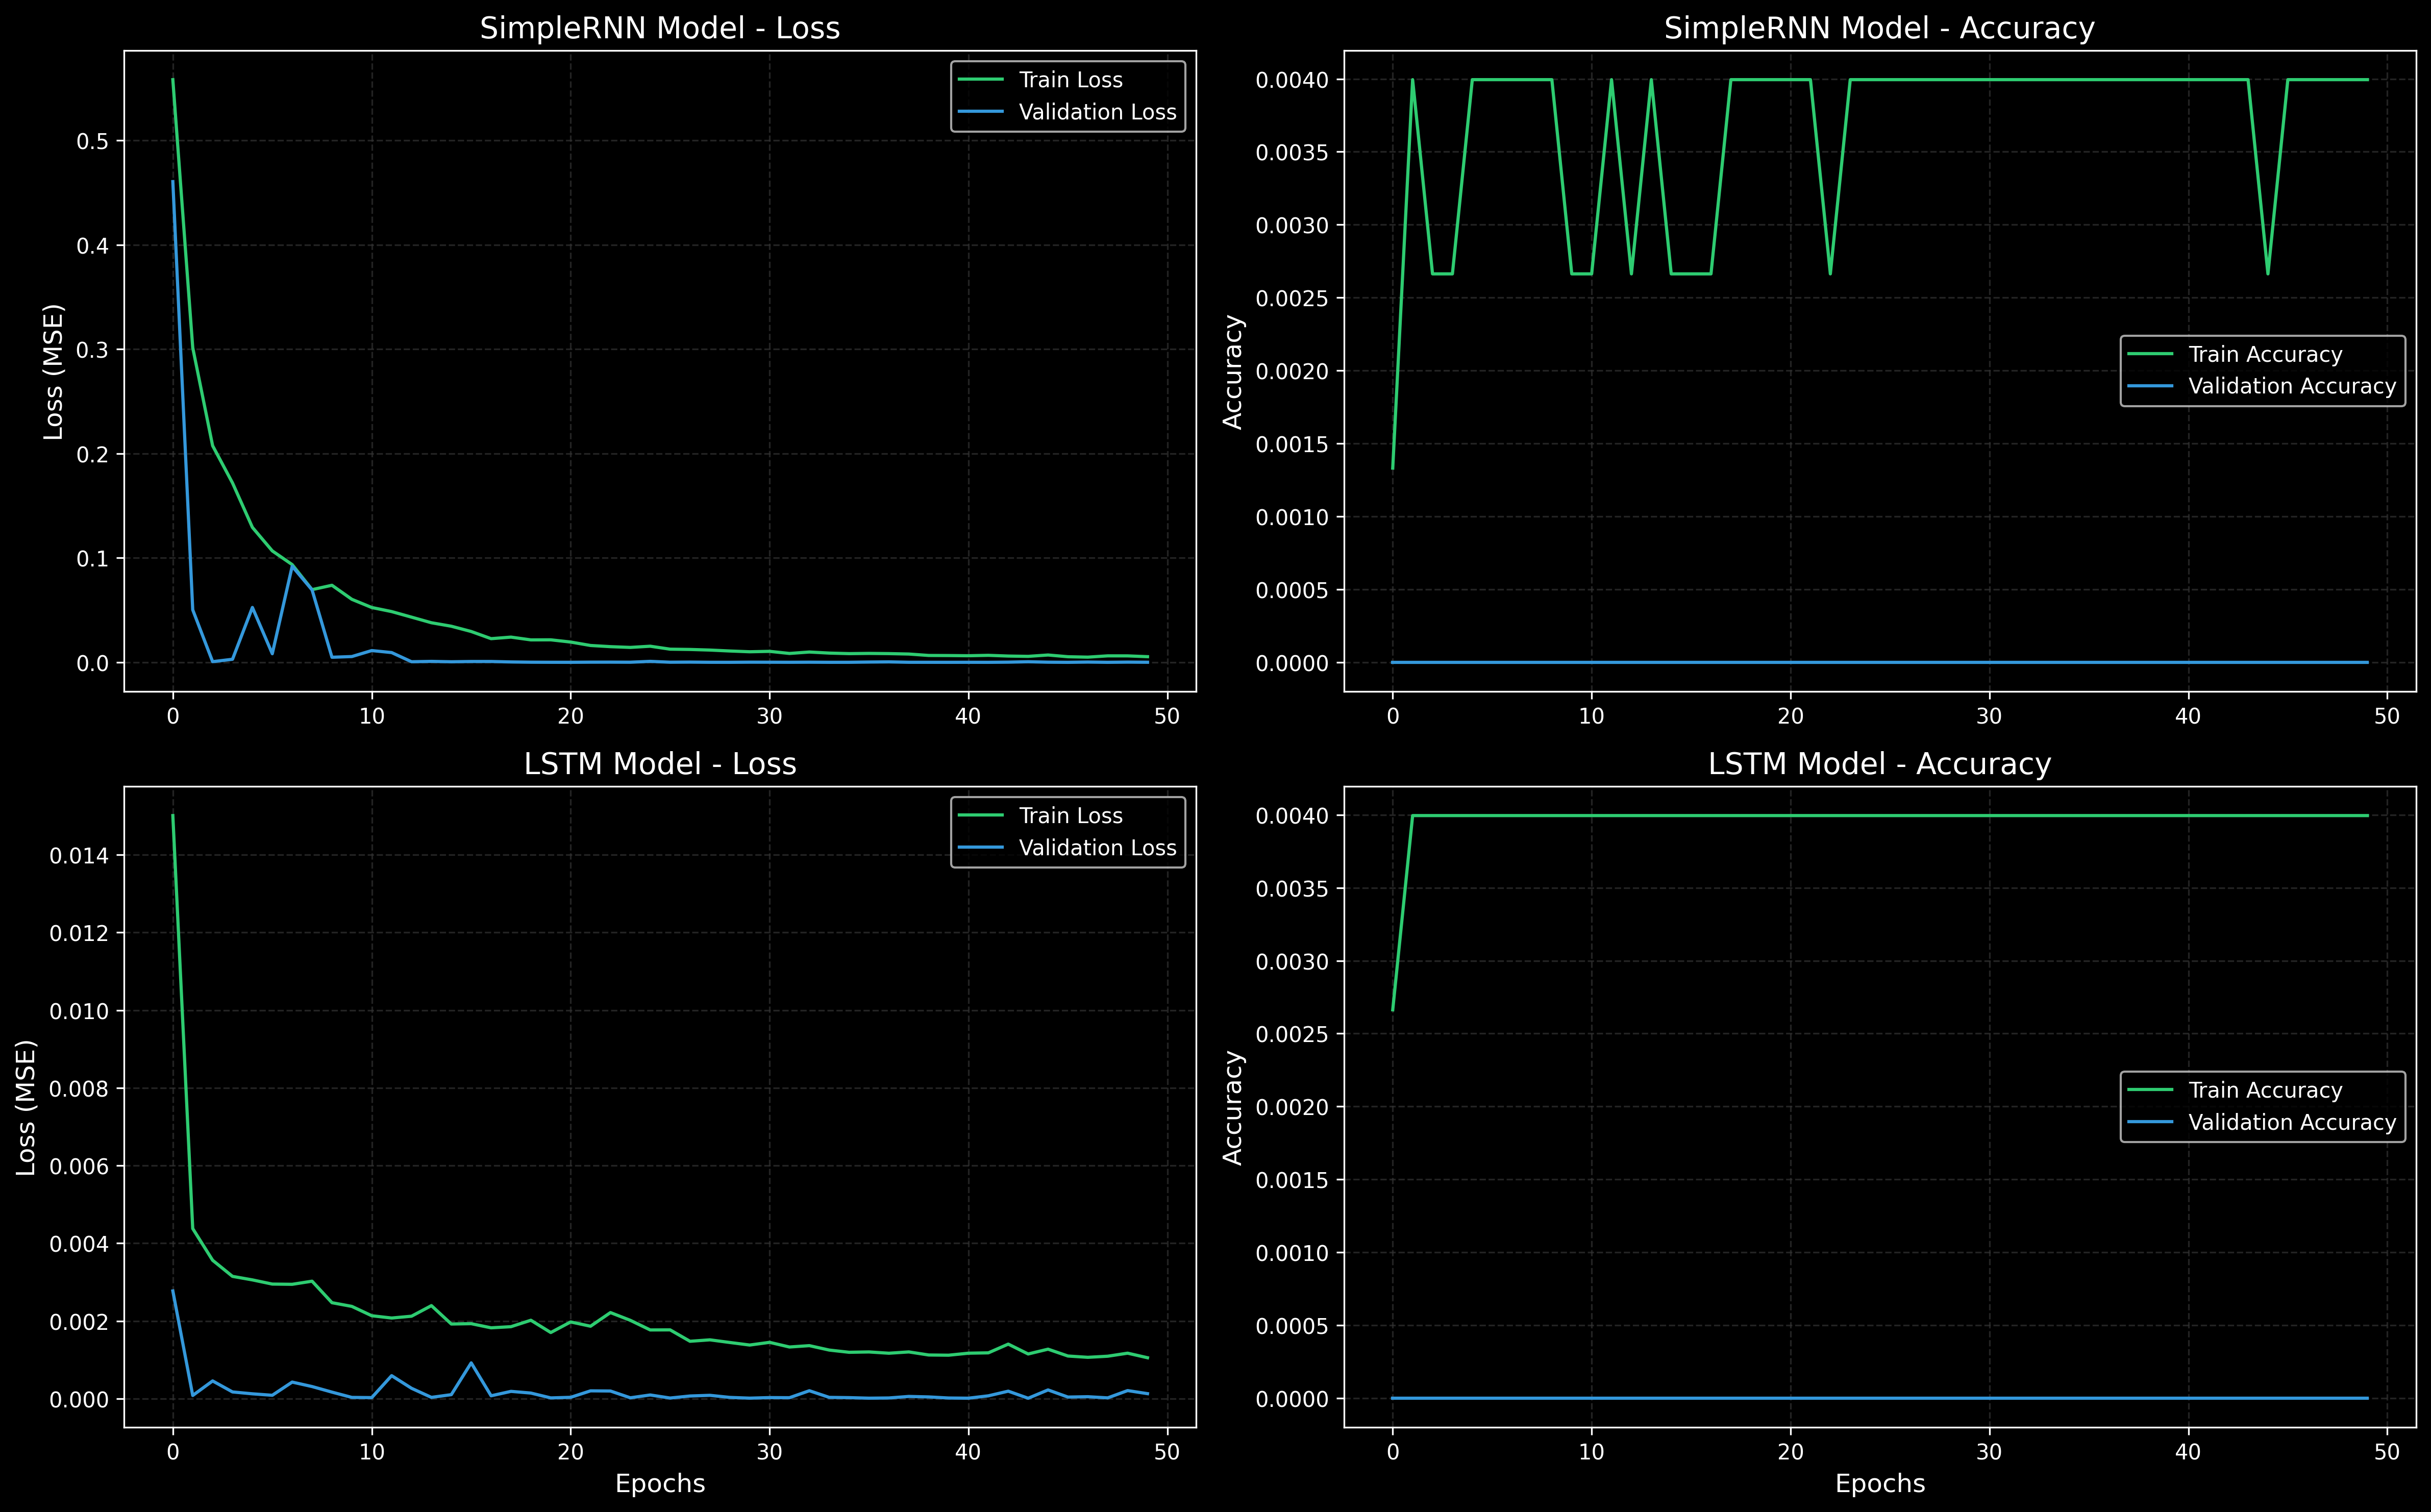 SimpleRNN Model - Loss
Loss (MSE)
0.5
0.4
0.3
0.2
0.1
0.0
0 10 20 30 40 50
Train Loss
Validation Loss
SimpleRNN Model - Accuracy
Accuracy
0.0040
0.0035
0.0030
0.0025
0.0020
0.0015
0.0010
0.0005
0.0000
0 10 20 30 40 50
Train Accuracy
Validation Accuracy
LSTM Model - Loss
Loss (MSE)
0.014
0.012
0.010
0.008
0.006
0.004
0.002
0.000
0 10 20 30 40 50
Epochs
Train Loss
Validation Loss
LSTM Model - Accuracy
Accuracy
0.0040
0.0035
0.0030
0.0025
0.0020
0.0015
0.0010
0.0005
0.0000
0 10 20 30 40 50
Epochs
Train Accuracy
Validation Accuracy